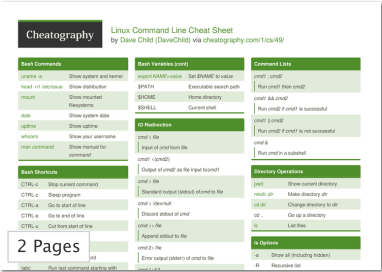 Cheatography
Linux Command Line Cheat Sheet
by Dave Child (DaveChild) via cheatography.com/1/cs/49/
Bash Commands
uname -a Show system and kernel
head -n1 /etc/issue Show distribution
mount Show mounted
filesystems
date Show system date
uptime Show uptime
whoami Show your username
man command Show manual for
command
Bash Shortcuts
CTRL-c Stop current command
CTRL-z Sleep program
CTRL-a Go to start of line
CTRL-e Go to end of line
CTRL-u Cut from start of line
2 Pages
Run last command starting with
Bash Variables (cont)
export NAME=value Set $NAME to value
$PATH Executable search path
$HOME Home directory
$SHELL Current shell
IO Redirection
cmd < file
Input of cmd from file
cmd1 <(cmd2)
Output of cmd2 as file input to cmd1
cmd > file
Standard output (stdout) of cmd to file
cmd > /dev/null
Discard stdout of cmd
cmd >> file
Append stdout to file
cmd 2> file
Error output (stderr) of cmd to file
Command Lists
cmd1 ; cmd2
Run cmd1 then cmd2
cmd1 && cmd2
Run cmd2 if cmd1 is successful
cmd1 || cmd2
Run cmd2 if cmd1 is not successful
cmd &
Run cmd in a subshell
Directory Operations
pwd Show current directory
mkdir dir Make directory dir
cd dir Change directory to dir
cd .. Go up a directory
ls List files
ls Options
-a Show all (including hidden)
-R Recursive list